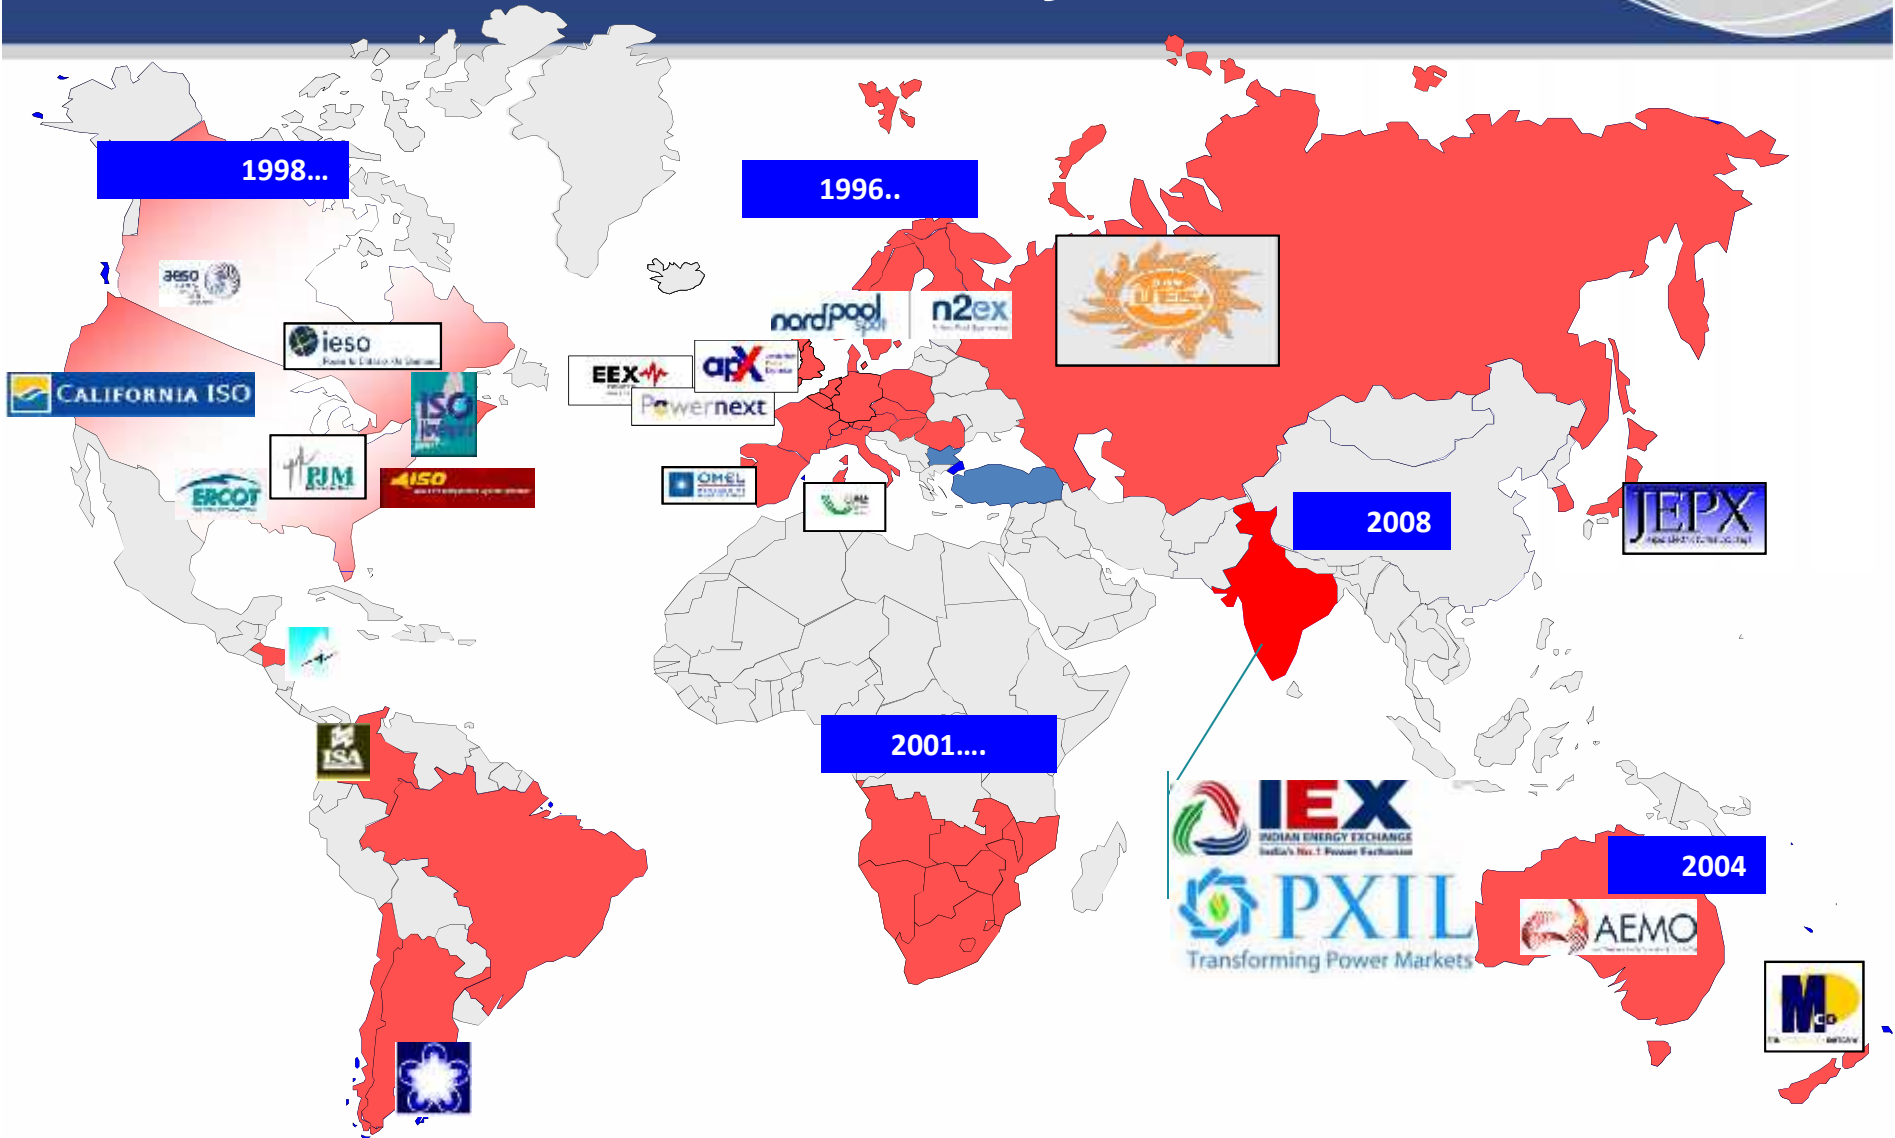 1998...
1996..
aeso
ieso
nordpool
spot
n2ex
EEX
apX
Powernext
CALIFORNIA ISO
ISO
PJM
ERCOT
ISO
OMEL
2008
JEPX
ISA
2001....
IEX
INDIAN ENERGY EXCHANGE
India's No.1 Power Exchange
PXIL
Transforming Power Markets
2004
AEMO
M
co